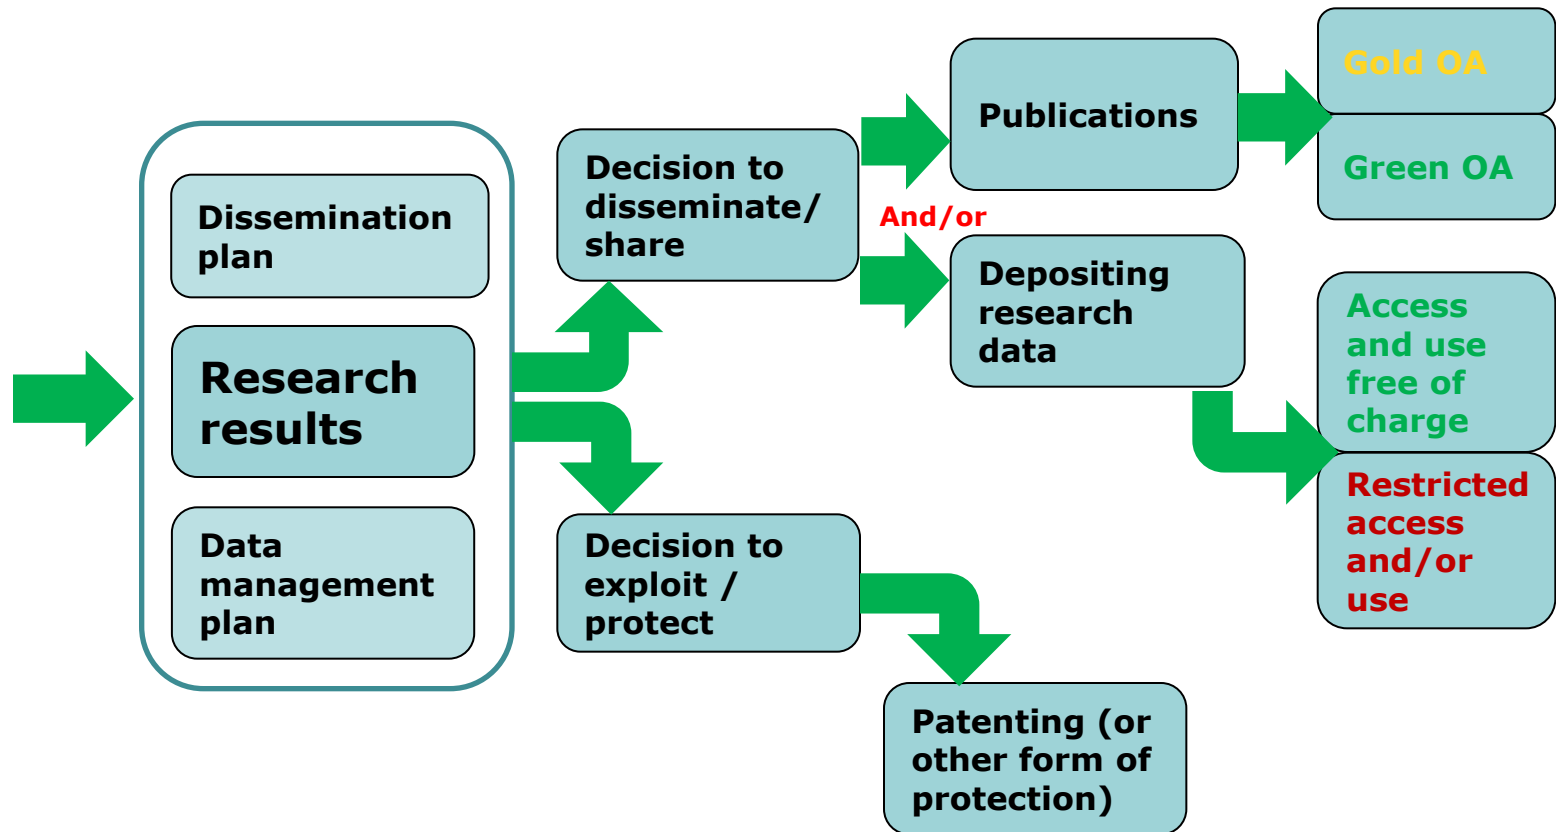 Dissemination
plan
Research
results
Data
management
plan
Decision to
disseminate/
share
And/or
Decision to
exploit /
protect
Publications
Depositing
research
data
Patenting (or
other form of
protection)
Gold OA
Green OA
Access
and use
free of
charge
Restricted
access
and/or
use